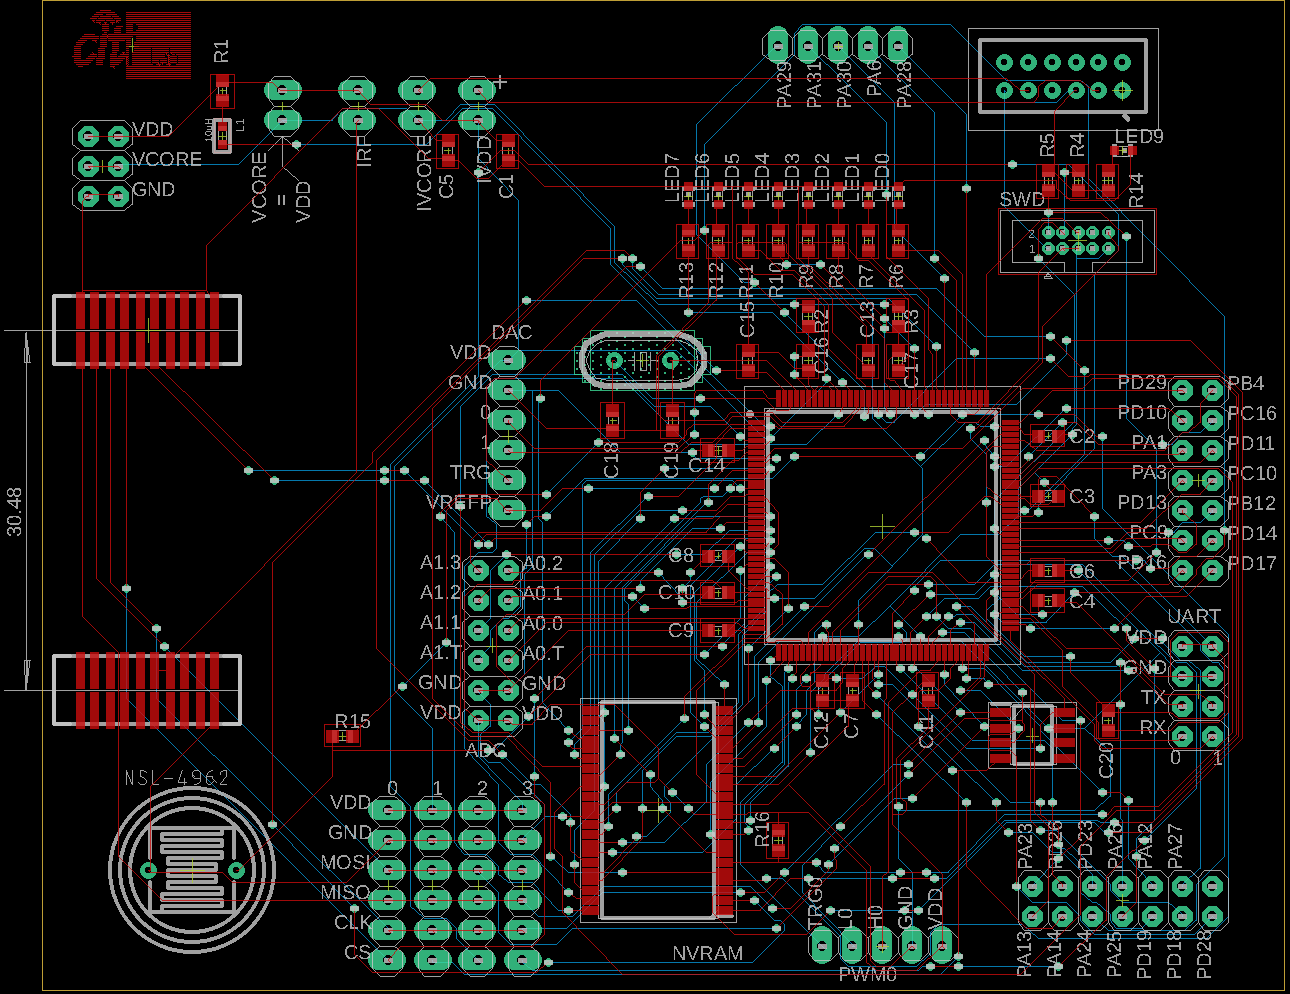 citi
R1
PA29
PA31
PA30
PA6
PA28
VDD
VCORE
GND
10uH
L1
VCORE
=
VDD
IRF
IVCORE
C5
IVDD
C1
LED7
LED6
LED5
LED4
LED3
LED2
LED1
LED0
R5
R4
LED9
R14
SWD
2
1
R13
R12
R11
R10
R9
R8
R7
R6
C15
R2
C16
C13
R3
C17
30.48
DAC
VDD
GND
0
1
TRG
VREFP
C18
C19
C14
C2
C3
C8
C10
C9
C6
C4
PD29 PB4
PD10 PC16
PA1 PD11
PA3 PC10
PD13 PB12
PC9 PD14
PD16 PD17
A1.3 A0.2
A1.2 A0.1
A1.1 A0.0
A1.T A0.T
GND GND
VDD VDD
ADC
UART
VDD
GND
TX
RX
0 1
C12
C7
C11
C20
R15
NSL-4962
0 1 2 3
VDD
GND
MOSI
MISO
CLK
CS
NVRAM
R16
TRG0
L0
H0
GND
VDD
PWM0
PA23
PD26
PD23
PA26
PA12
PA27
PA13
PA14
PA24
PA25
PD19
PD18
PD28